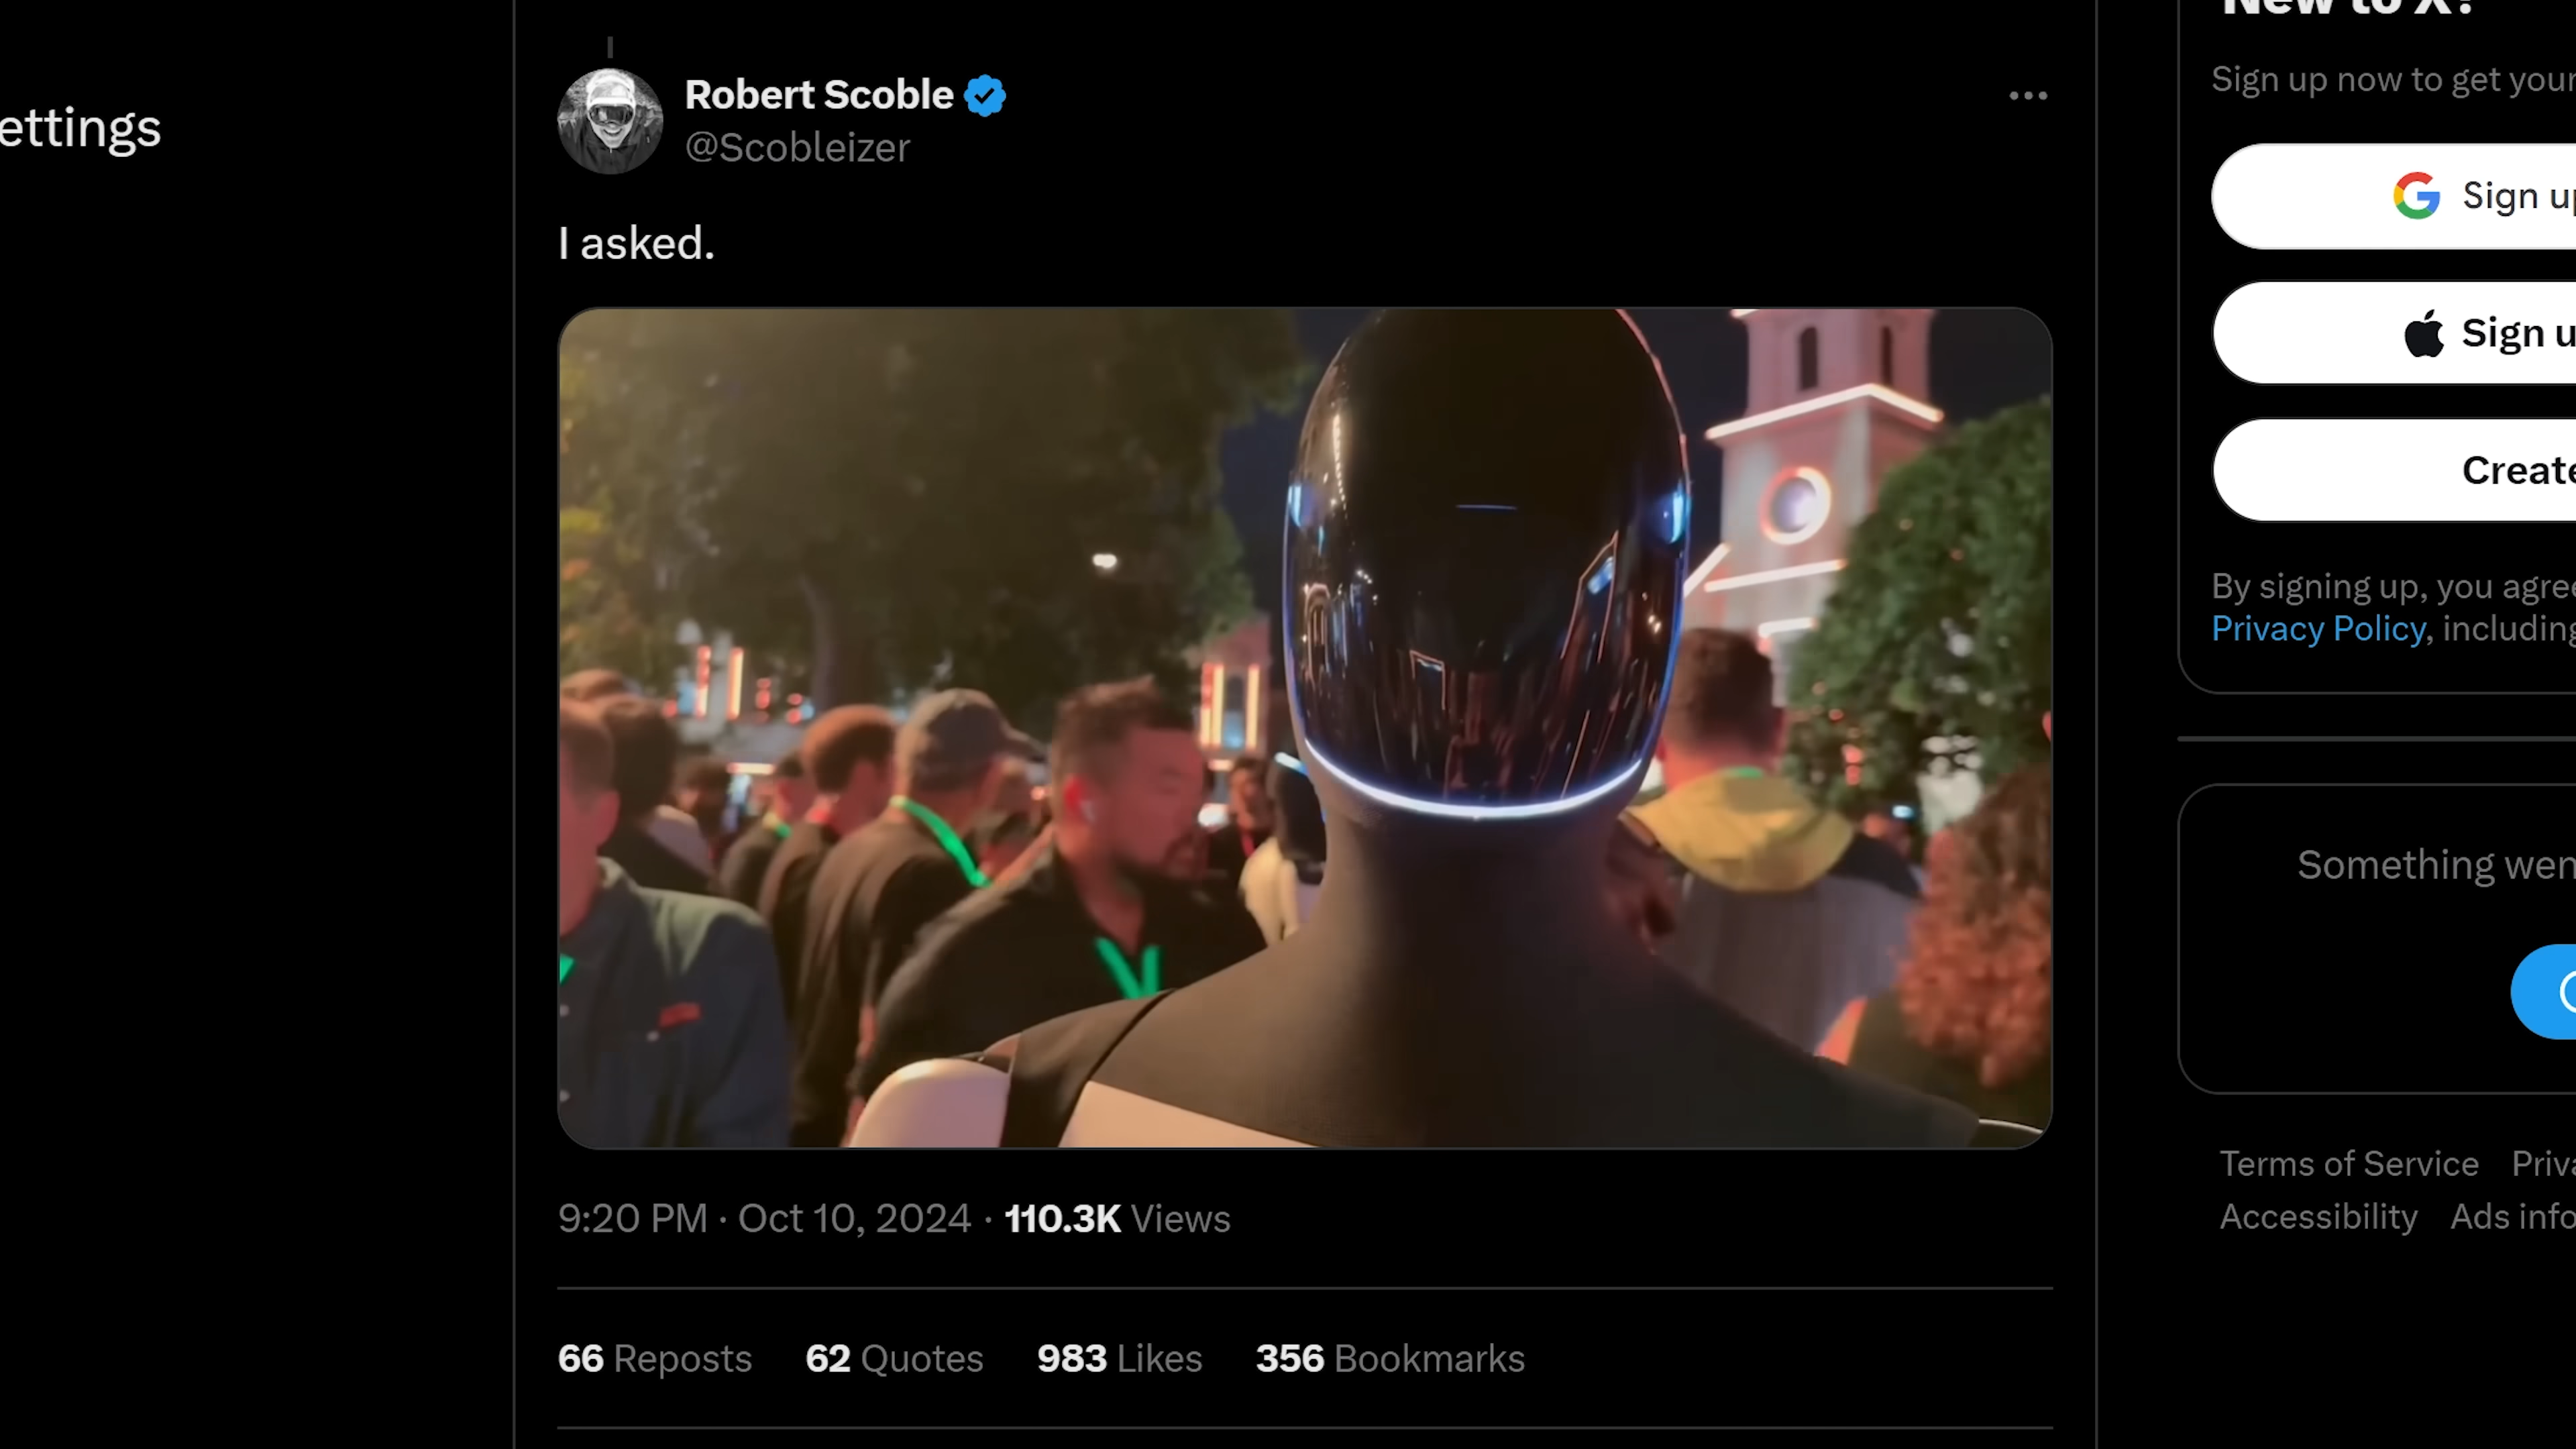 ettings
Robert Scoble
@Scobleizer
I asked.
9:20 PM · Oct 10, 2024 · 110.3K Views
66 Reposts 62 Quotes 983 Likes 356 Bookmarks
New to X?
Sign up now to get your
Sign up
Sign u
Create
By signing up, you agree
Privacy Policy, including
Something wen
Terms of Service Priva
Accessibility Ads info